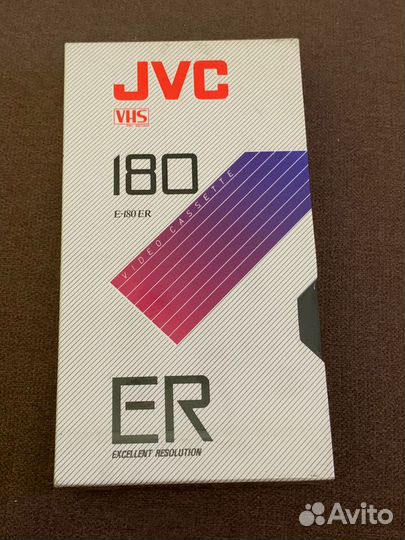 JVC
VHS
180
E-180 ER
VIDEO CASSETTE
ER
EXCELLENT RESOLUTION
Avito